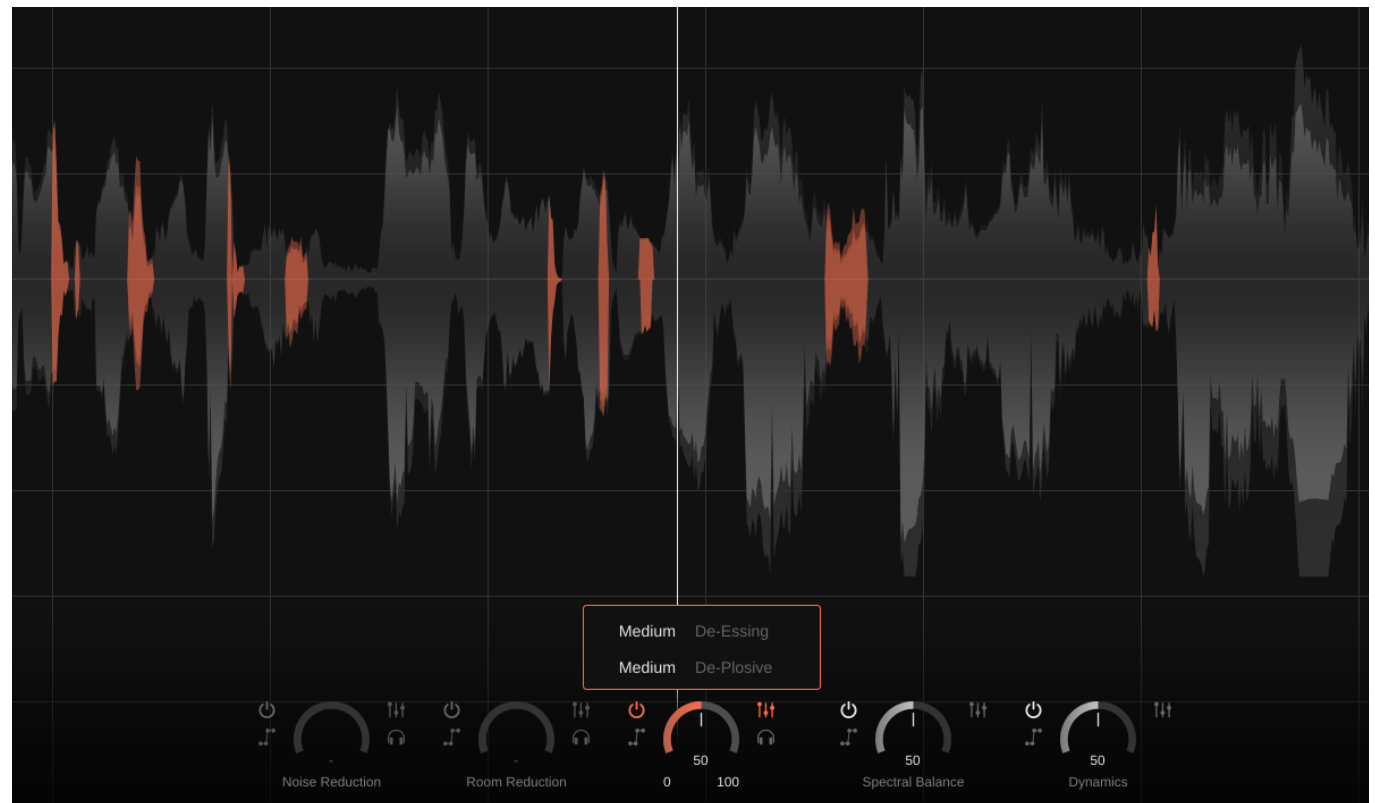 Medium De-Essing
Medium De-Plosive
- - 50 50 50
Noise Reduction Room Reduction 0 100 Spectral Balance Dynamics